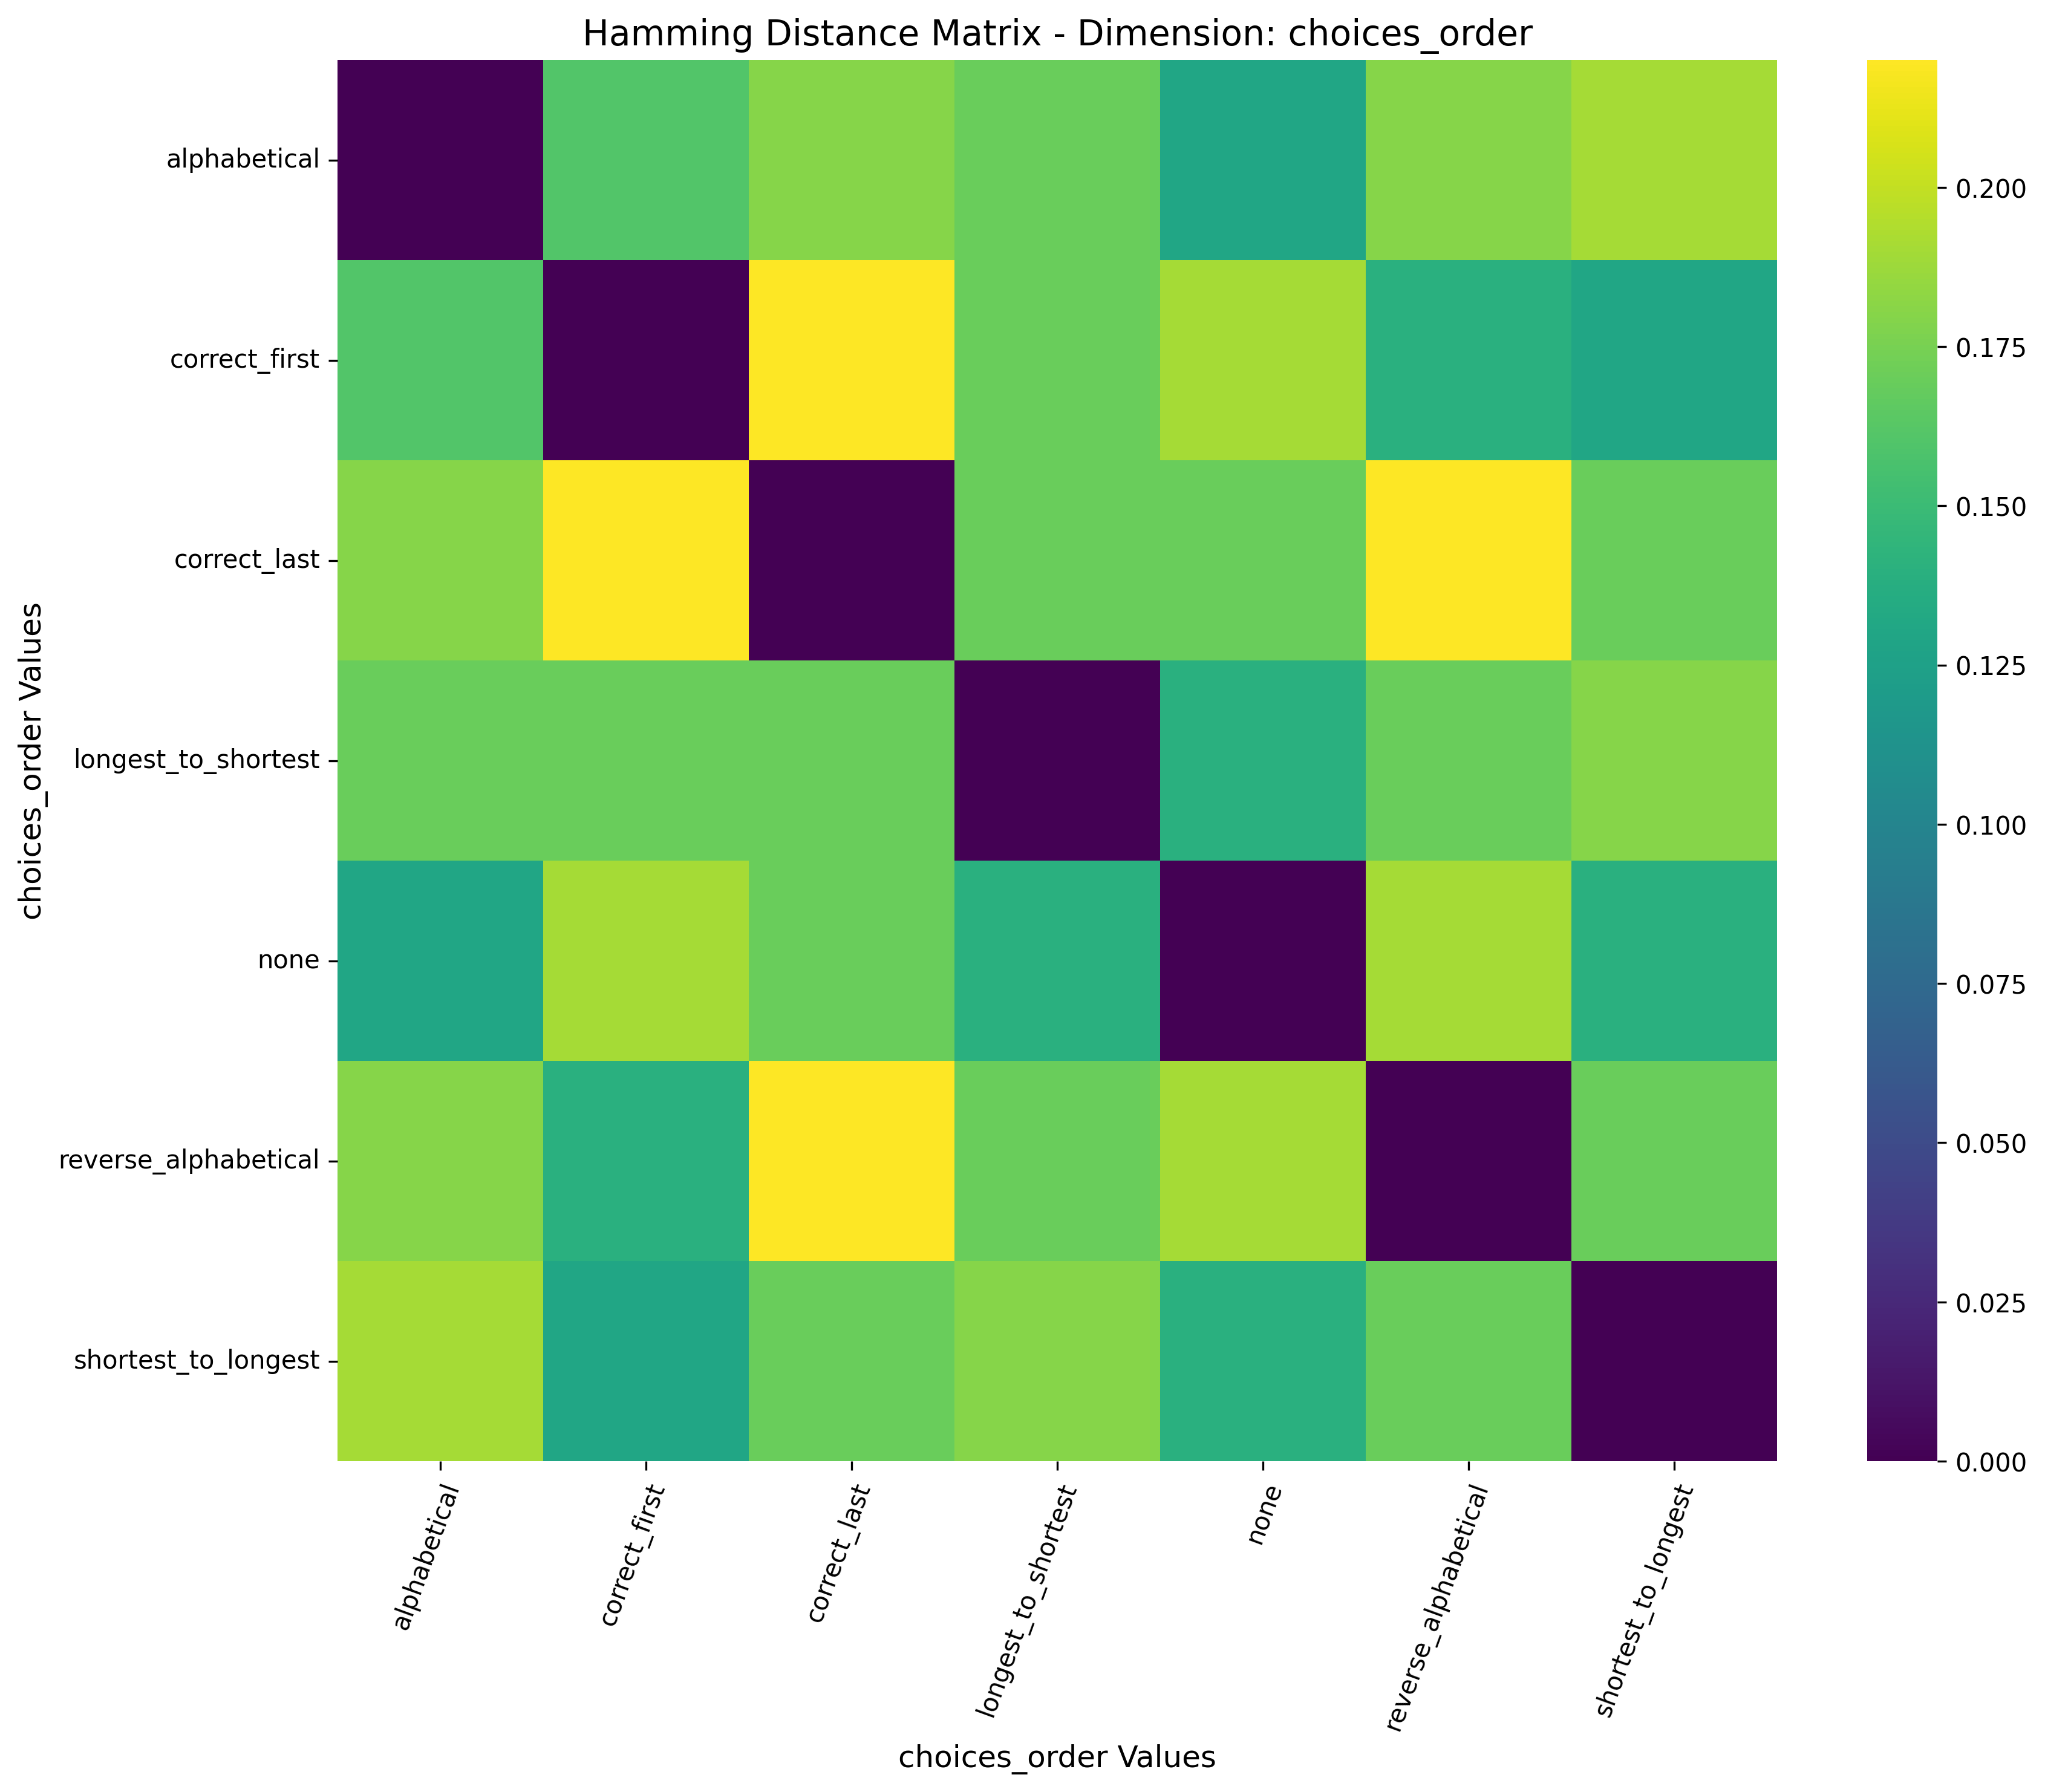 Hamming Distance Matrix - Dimension: choices_order
choices_order Values
alphabetical
correct_first
correct_last
longest_to_shortest
none
reverse_alphabetical
shortest_to_longest
alphabetical
correct_first
correct_last
longest_to_shortest
none
reverse_alphabetical
shortest_to_longest
choices_order Values
0.200
0.175
0.150
0.125
0.100
0.075
0.050
0.025
0.000